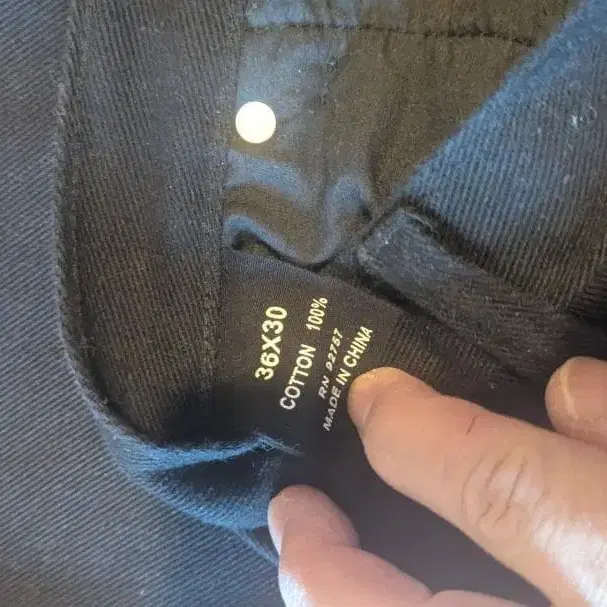 36X30
COTTON 100%
RN 92757
MADE IN CHINA